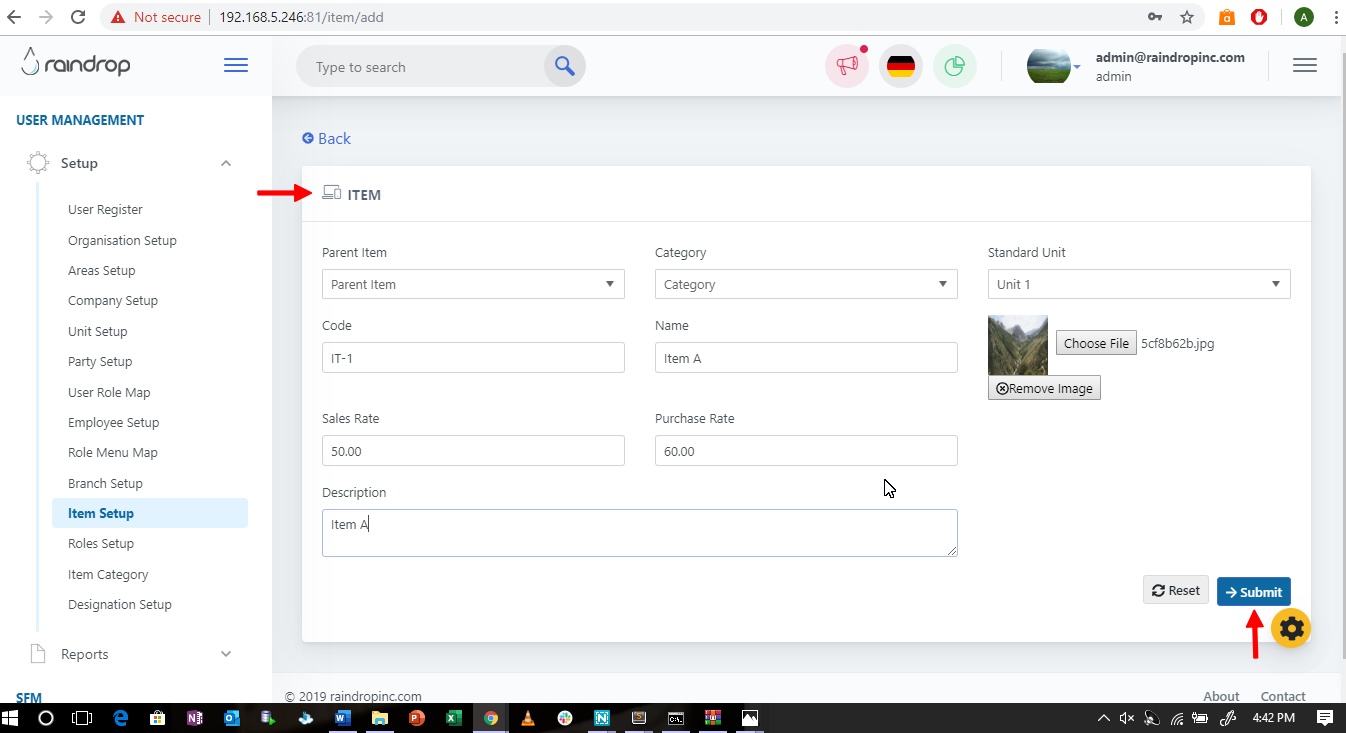 Not secure 192.168.5.246:81/item/add
A
raindrop
Type to search
admin@raindropinc.com
admin
USER MANAGEMENT
Setup
User Register
Organisation Setup
Areas Setup
Company Setup
Unit Setup
Party Setup
User Role Map
Employee Setup
Role Menu Map
Branch Setup
Item Setup
Roles Setup
Item Category
Designation Setup
Reports
SFM
Back
ITEM
Parent Item Category Standard Unit
Parent Item Category Unit 1
Code Name
IT-1 Item A
Choose File 5cf8b62b.jpg
Remove Image
Sales Rate Purchase Rate
50.00 60.00
Description
Item A
Reset Submit
© 2019 raindropinc.com About Contact
4:42 PM